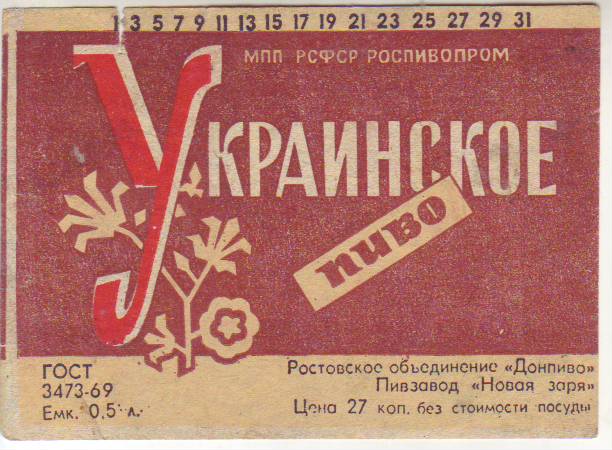 1 3 5 7 9 11 13 15 17 19 21 23 25 27 29 31
МПП РСФСР РОСПИВОПРОМ
УКРАИНСКОЕ
ПИВО
ГОСТ
3473-69
Емк. 0,5 л.
Ростовское объединение «Донпиво»
Пивзавод «Новая заря»
Цена 27 коп. без стоимости посуды